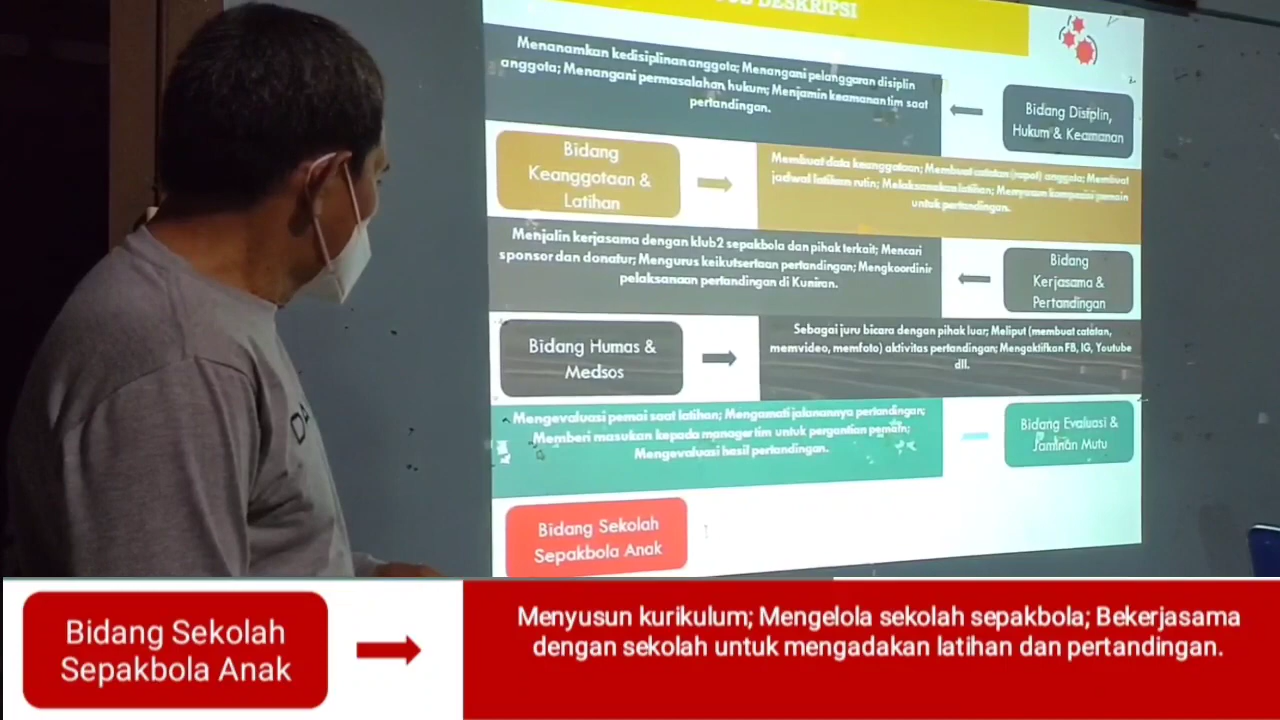 DESKRIPSI
Menanamkan kedisiplinan anggota; Menangani pelanggaran disiplin
anggota; Menangani permasalahan hukum; Menjamin keamanan tim saat
pertandingan.
Bidang Disiplin,
Hukum & Keamanan
Bidang
Keanggotaan &
Latihan
Membuat data keanggotaan; Membuat catatan (rapot) anggota; Membuat
jadwal latihan rutin; Melaksanakan latihan; Menyusun komposisi pemain
untuk pertandingan.
Menjalin kerjasama dengan klub2 sepakbola dan pihak terkait; Mencari
sponsor dan donatur; Mengurus keikutsertaan pertandingan; Mengkoordinir
pelaksanaan pertandingan di Kuniran.
Bidang
Kerjasama &
Pertandingan
Bidang Humas &
Medsos
Sebagai juru bicara dengan pihak luar; Meliput (membuat catatan,
memvideo, memfoto) aktivitas pertandingan; Mengaktifkan FB, IG, Youtube
dll.
Mengevaluasi pemai saat latihan; Mengamati jalanannya pertandingan;
Memberi masukan kepada manager tim untuk pergantian pemain;
Mengevaluasi hasil pertandingan.
Bidang Evaluasi &
Jaminan Mutu
Bidang Sekolah
Sepakbola Anak
DA
Bidang Sekolah
Sepakbola Anak
Menyusun kurikulum; Mengelola sekolah sepakbola; Bekerjasama
dengan sekolah untuk mengadakan latihan dan pertandingan.